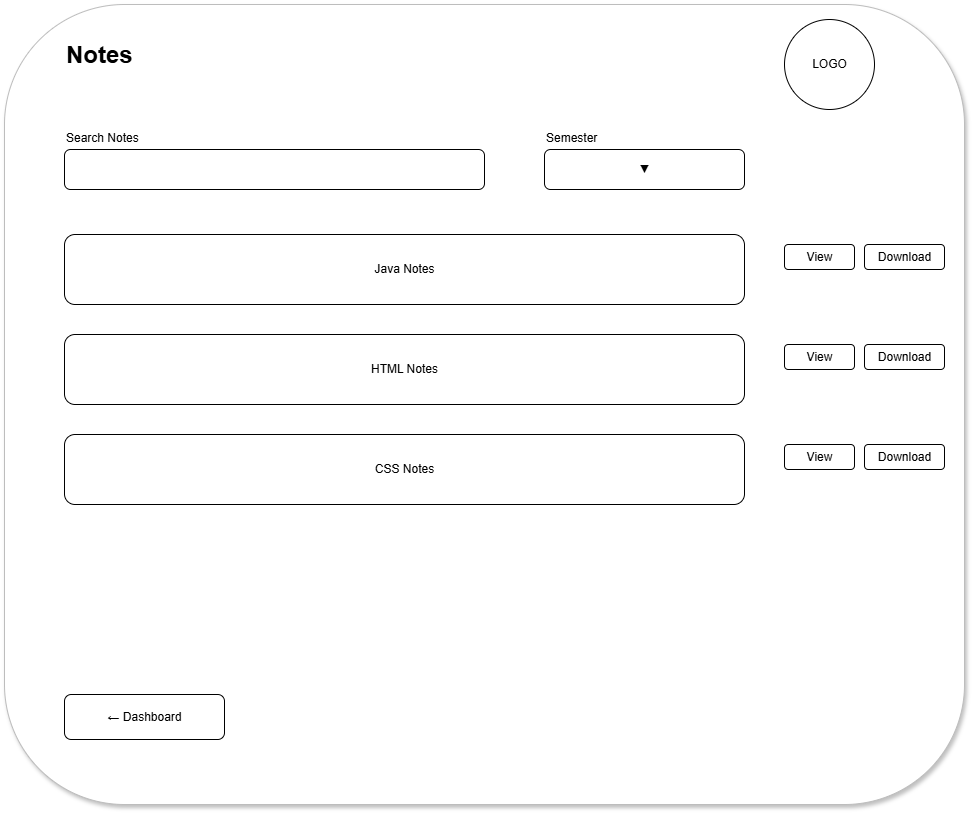 Notes
LOGO
Search Notes
Semester
▼
Java Notes
View
Download
HTML Notes
View
Download
CSS Notes
View
Download
← Dashboard